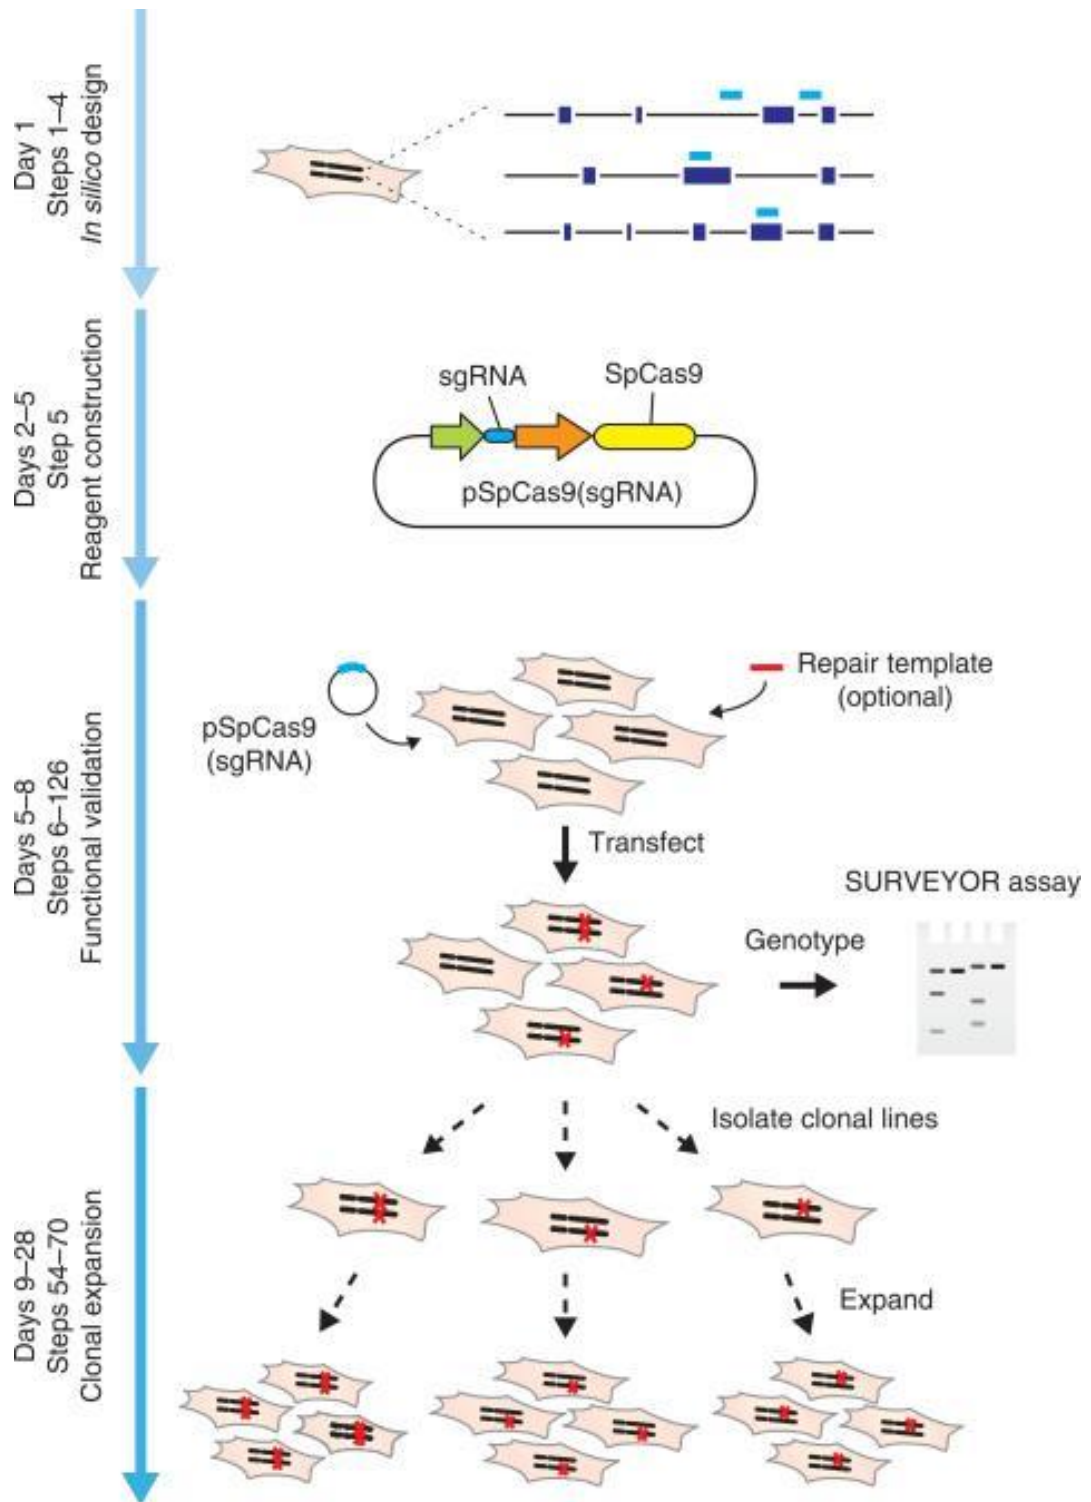 Day 1
Steps 1–4
In silico design
Days 2–5
Step 5
Reagent construction
sgRNA
SpCas9
pSpCas9(sgRNA)
Days 5–8
Steps 6–126
Functional validation
pSpCas9
(sgRNA)
Repair template
(optional)
Transfect
SURVEYOR assay
Genotype
Days 9–28
Steps 54–70
Clonal expansion
Isolate clonal lines
Expand